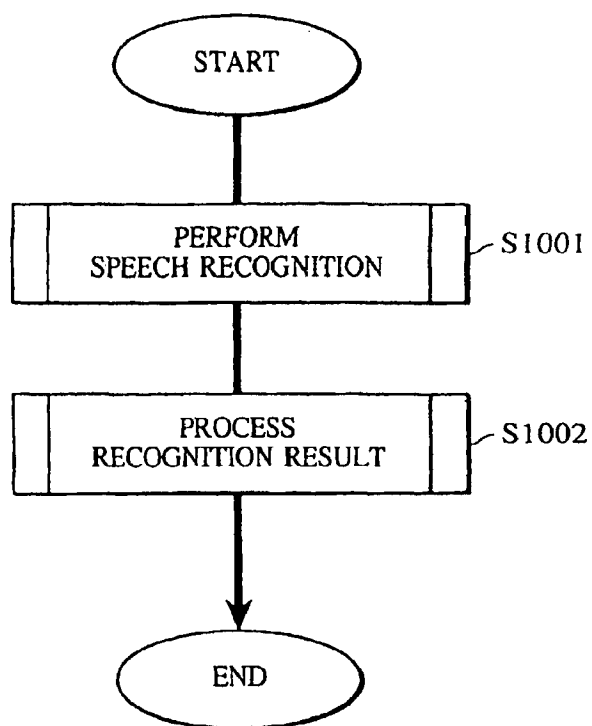 START
PERFORM
SPEECH RECOGNITION
S1001
PROCESS
RECOGNITION RESULT
S1002
END